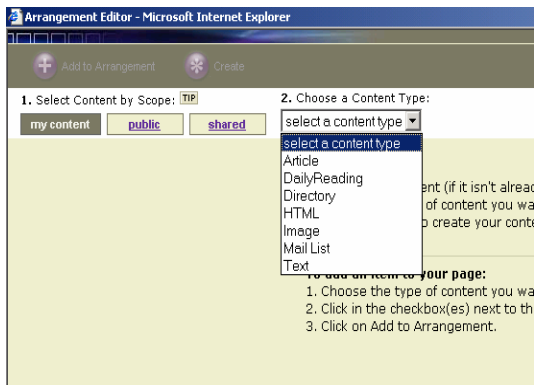 Arrangement Editor - Microsoft Internet Explorer
Add to Arrangement Create
1. Select Content by Scope: TIP
my content public shared
2. Choose a Content Type:
select a content type
select a content type
Article
DailyReading
Directory
HTML
Image
Mail List
Text
ent (if it isn't alread
of content you wa
o create your conte
To add an item to your page:
1. Choose the type of content you wa
2. Click in the checkbox(es) next to th
3. Click on Add to Arrangement.